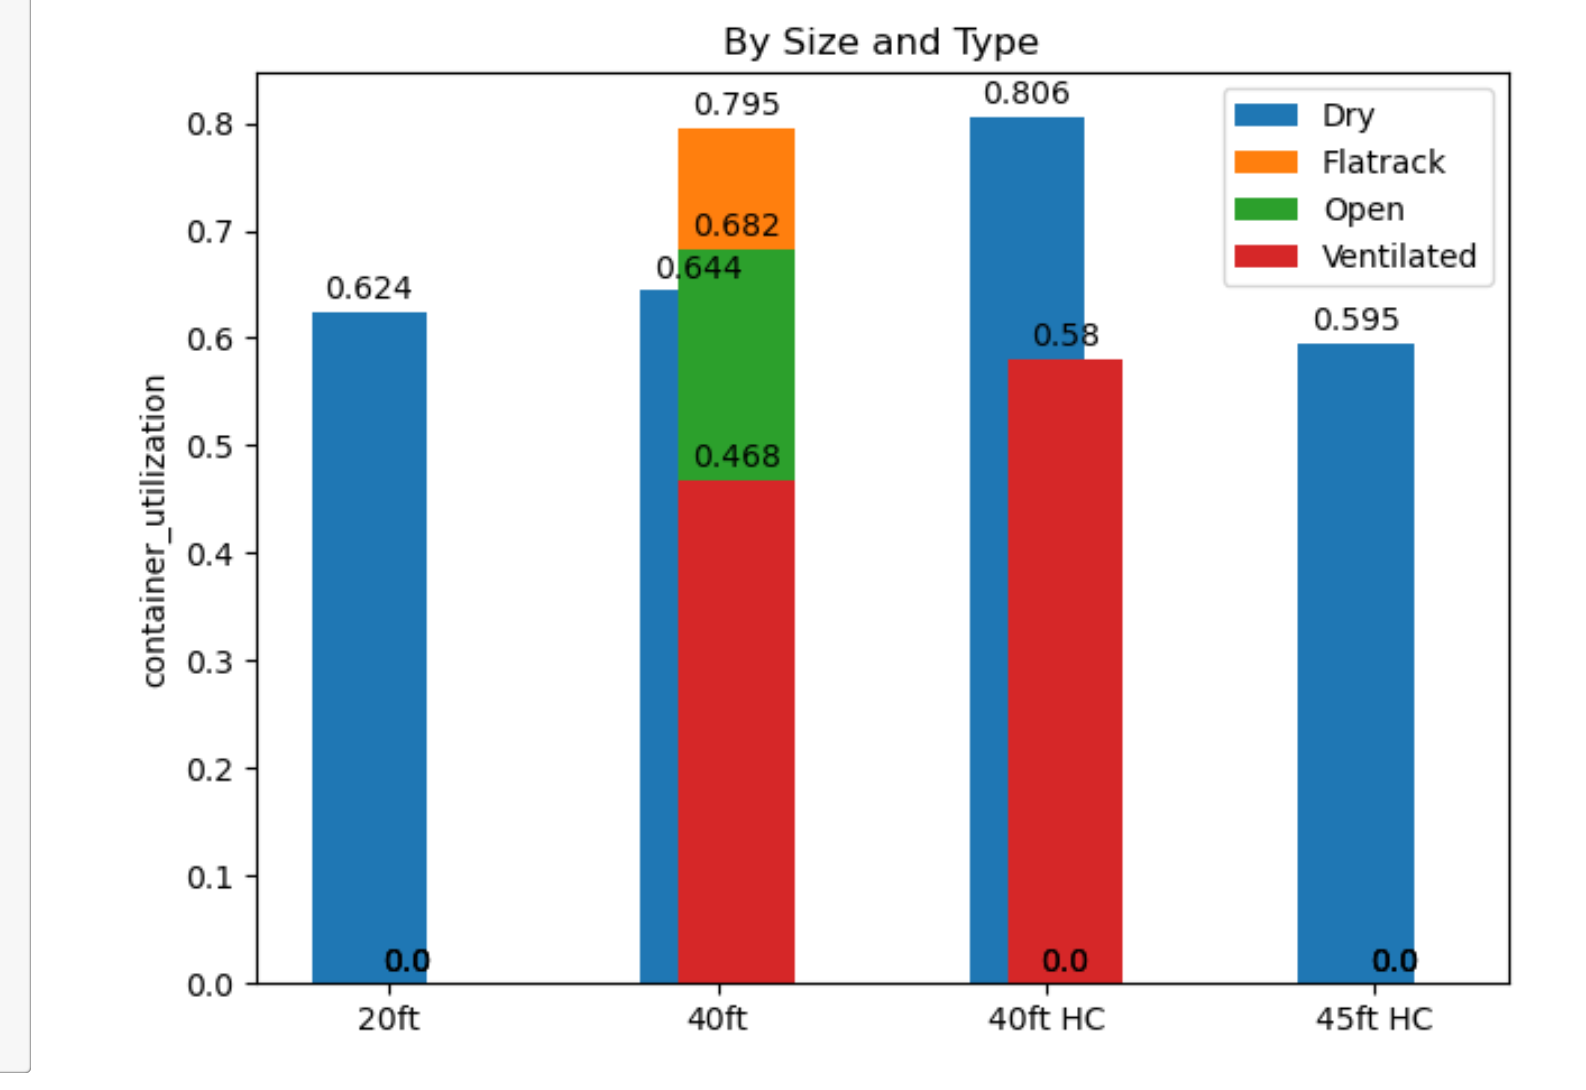 By Size and Type
0.8
0.7
0.6
0.5
0.4
0.3
0.2
0.1
0.0
container_utilization
0.624
0.0
0.795
0.682
0.644
0.468
0.806
0.58
0.0
0.595
0.0
Dry
Flatrack
Open
Ventilated
20ft
40ft
40ft HC
45ft HC